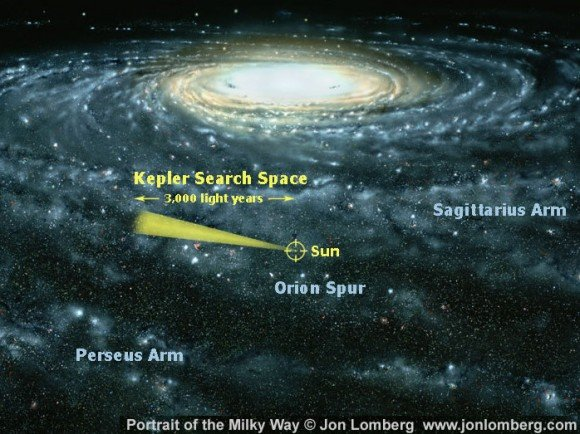 Kepler Search Space
3,000 light years
Sagittarius Arm
Sun
Orion Spur
Perseus Arm
Portrait of the Milky Way © Jon Lomberg www.jonlomberg.com